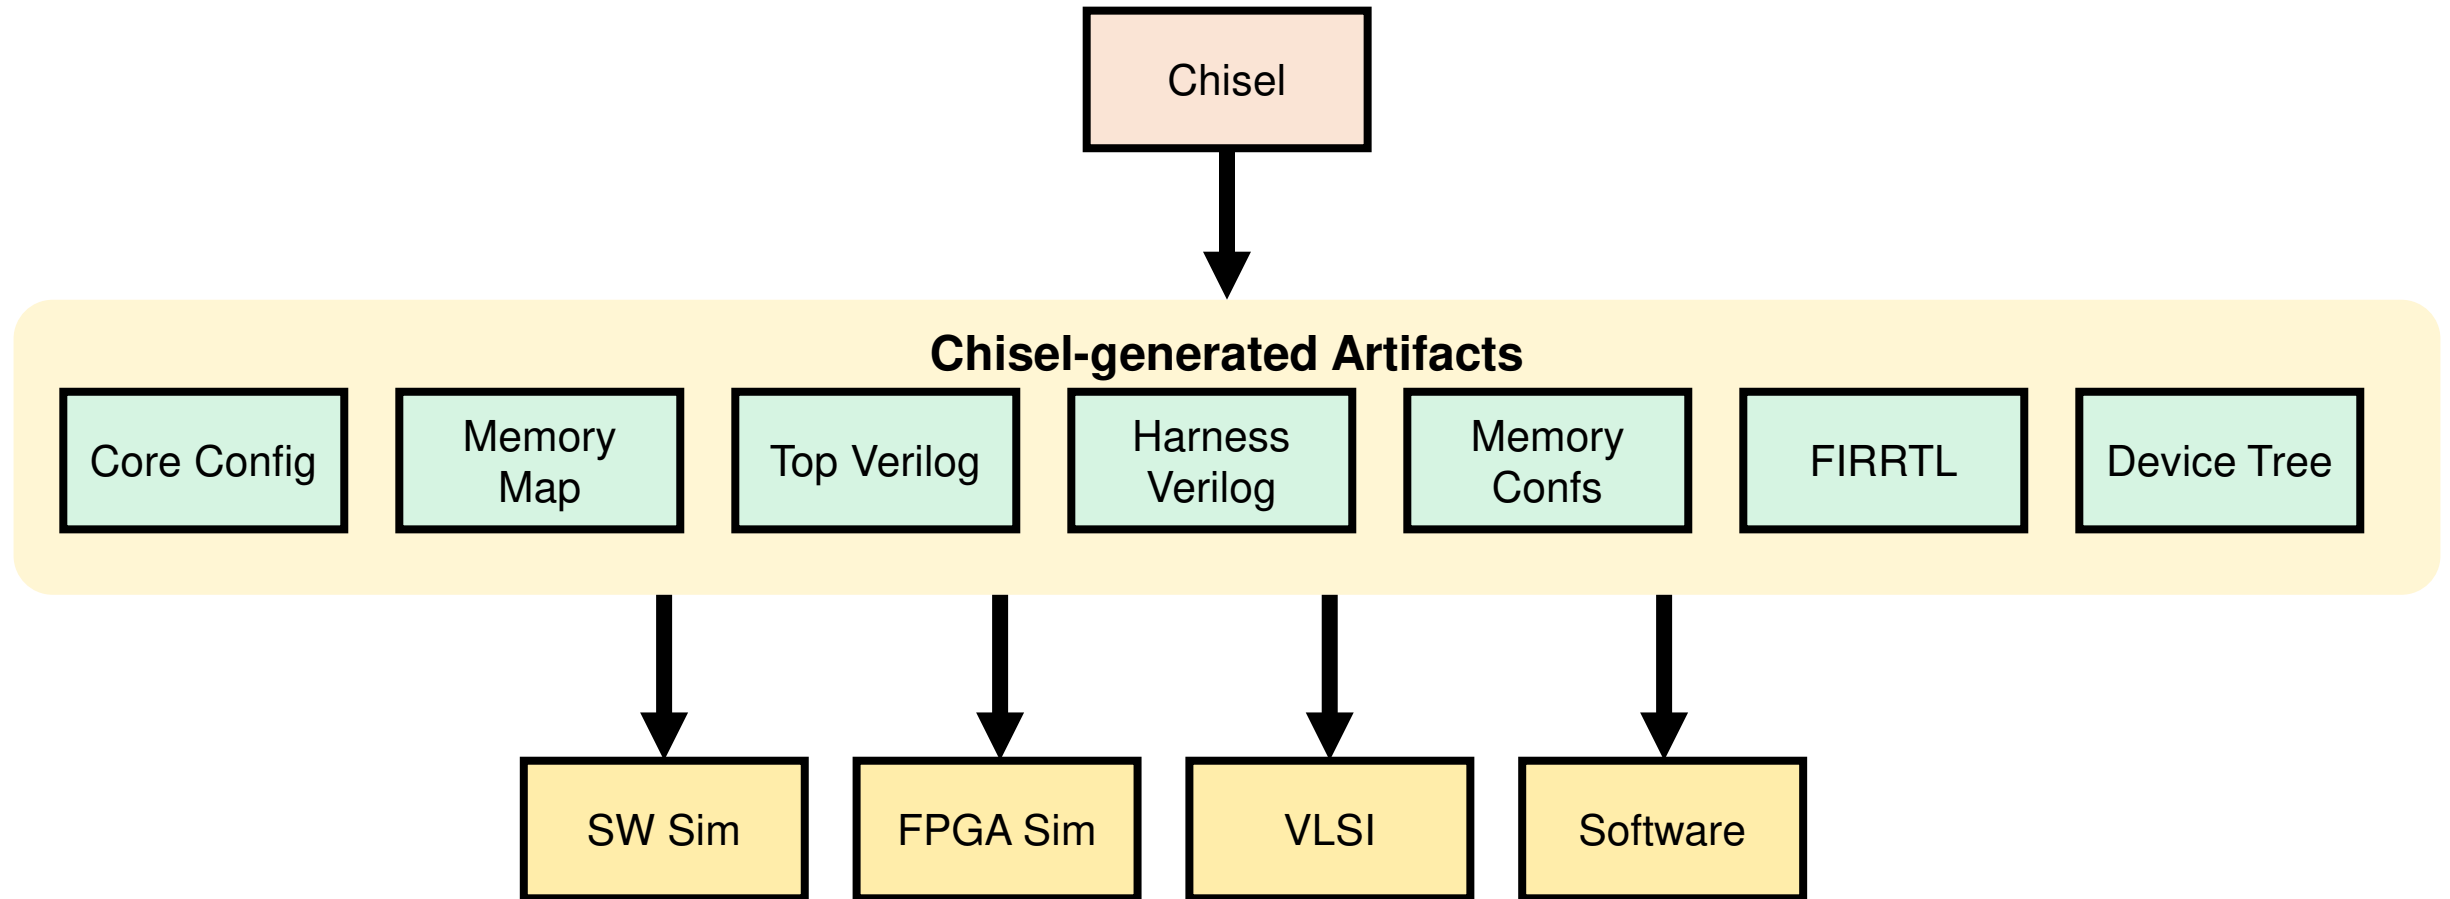 Chisel
Chisel-generated Artifacts
Core Config
Memory
Map
Top Verilog
Harness
Verilog
Memory
Confs
FIRRTL
Device Tree
SW Sim
FPGA Sim
VLSI
Software